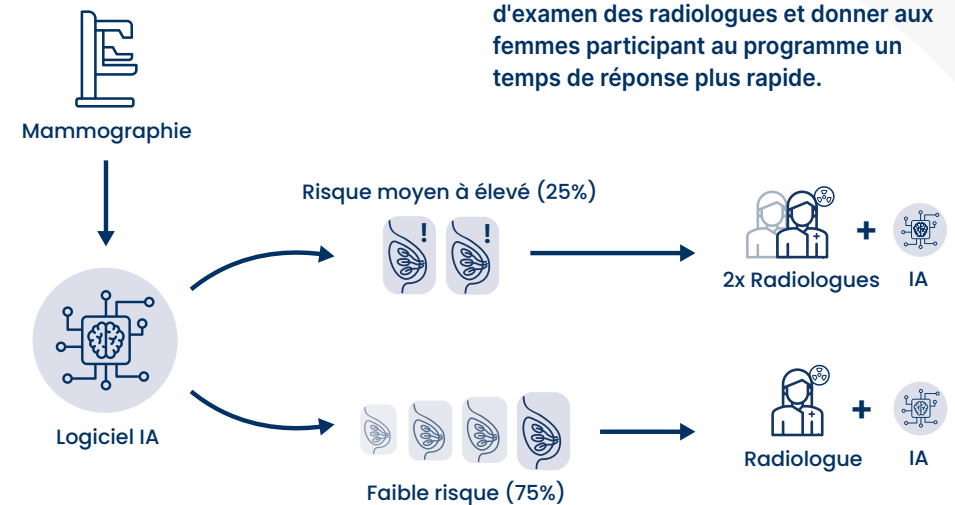 d'examen des radiologues et donner aux
femmes participant au programme un
temps de réponse plus rapide.
Mammographie
Risque moyen à élevé (25%)
! !
+
2x Radiologues IA
Logiciel IA
+
Radiologue IA
Faible risque (75%)